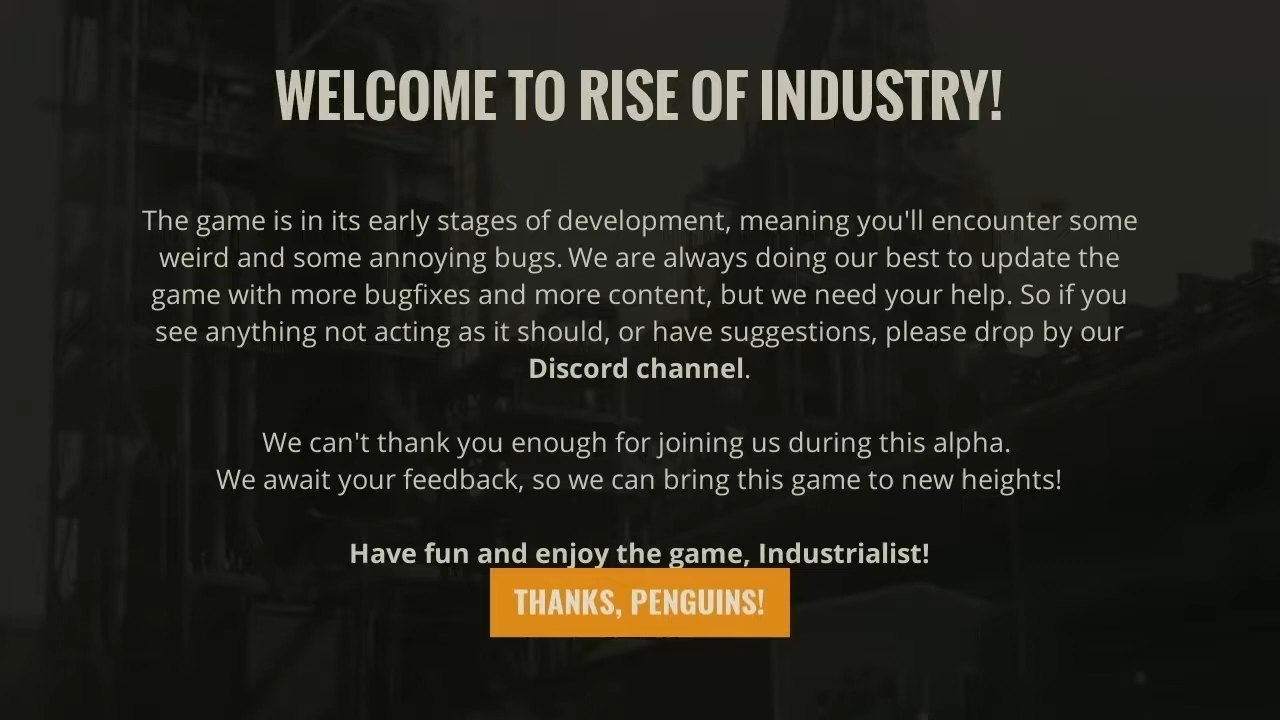 WELCOME TO RISE OF INDUSTRY!
The game is in its early stages of development, meaning you'll encounter some
weird and some annoying bugs. We are always doing our best to update the
game with more bugfixes and more content, but we need your help. So if you
see anything not acting as it should, or have suggestions, please drop by our
Discord channel.
We can't thank you enough for joining us during this alpha.
We await your feedback, so we can bring this game to new heights!
Have fun and enjoy the game, Industrialist!
THANKS, PENGUINS!